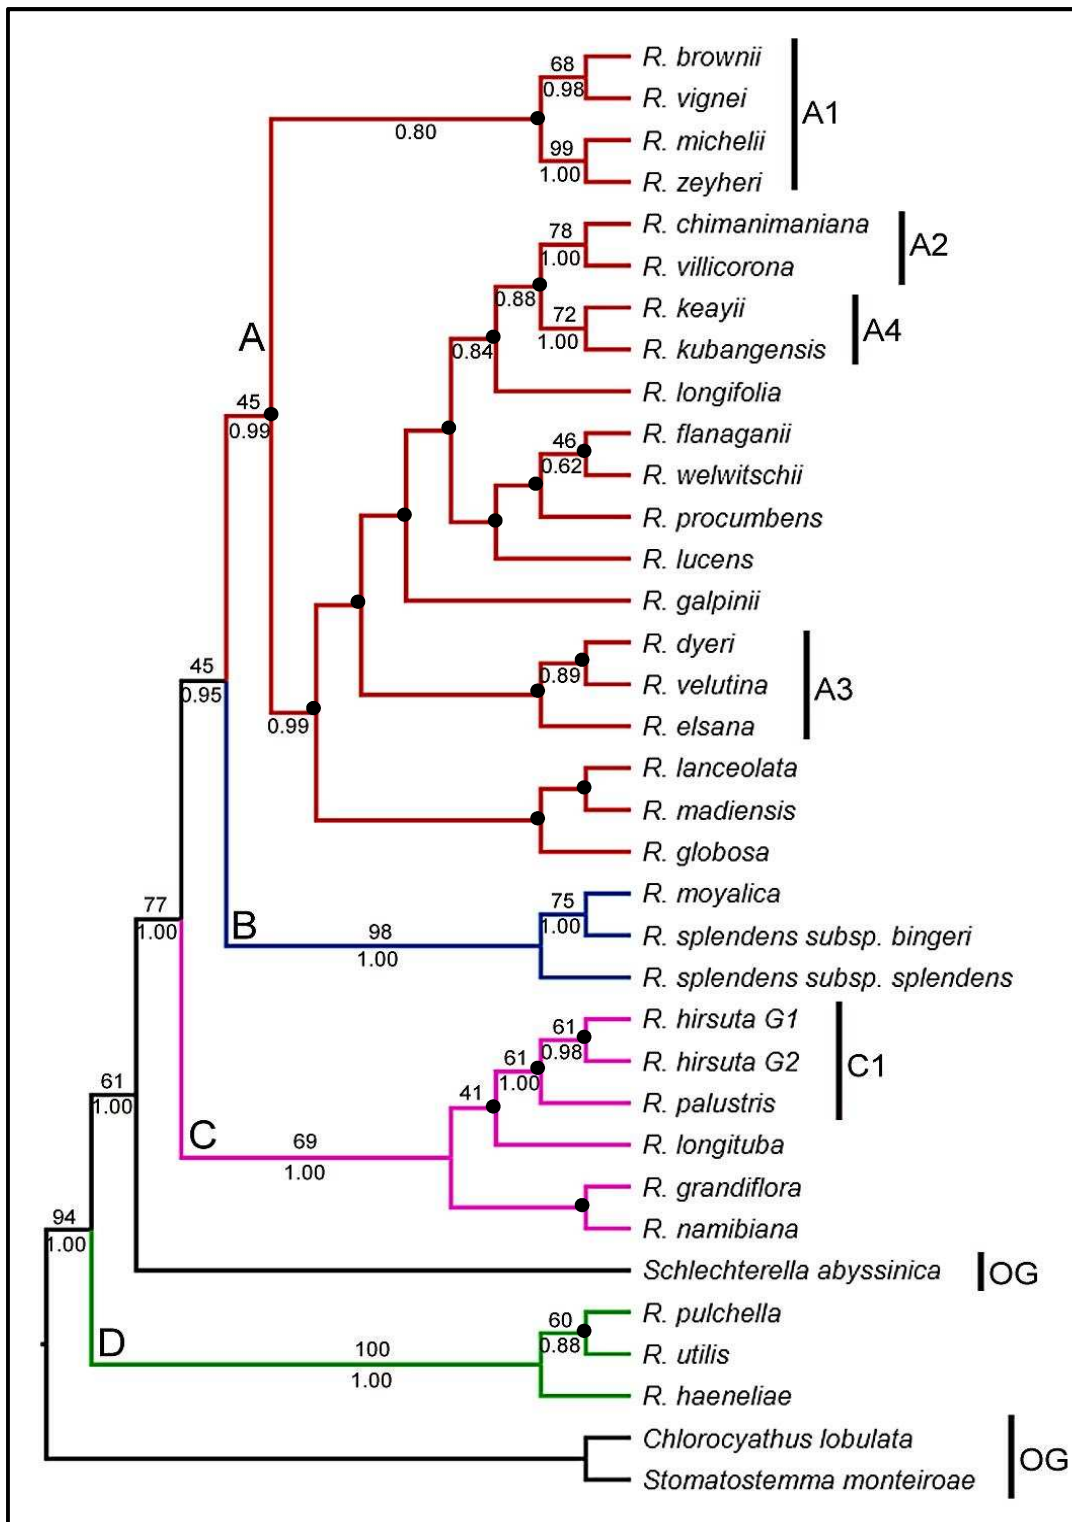 68
R. brownii
0.98
R. vignei
A1
0.80
99
R. michelii
1.00
R. zeyheri
78
R. chimanimaniana
A2
1.00
R. villicorona
0.88
72
R. keayii
A4
1.00
R. kubangensis
A
0.84
R. longifolia
45
0.99
46
R. flanaganii
0.62
R. welwitschii
R. procumbens
R. lucens
R. galpinii
R. dyeri
45
0.89
R. velutina
A3
0.95
0.99
R. elsana
R. lanceolata
R. madiensis
R. globosa
77
75
R. moyalica
1.00
B
98
1.00
R. splendens subsp. bingeri
1.00
R. splendens subsp. splendens
61
R. hirsuta G1
0.98
61
R. hirsuta G2
C1
61
1.00
1.00
41
R. palustris
C
69
R. longituba
1.00
R. grandiflora
94
R. namibiana
1.00
Schlechterella abyssinica
OG
60
R. pulchella
D
100
0.88
R. utilis
1.00
R. haeneliae
Chlorocyathus lobulata
OG
Stomatostemma monteiroae